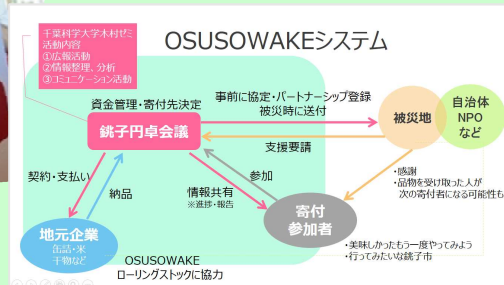 千葉科学大学木村ゼミ
活動内容
①広報活動
②情報整理、分析
③コミュニケーション活動
OSUSOWAKEシステム
資金管理・寄付先決定
銚子円卓会議
事前に協定・パートナーシップ登録
被災時に送付
支援要請
被災地
自治体
NPO
など
契約・支払い
納品
情報共有
※進捗・報告
参加
・感謝
・品物を受け取った人が
次の寄付者になる可能性も
地元企業
缶詰・米
干物など
寄付
参加者
OSUSOWAKE
ローリングストックに協力
・美味しかったもう一度やってみよう
・行ってみたいな銚子市